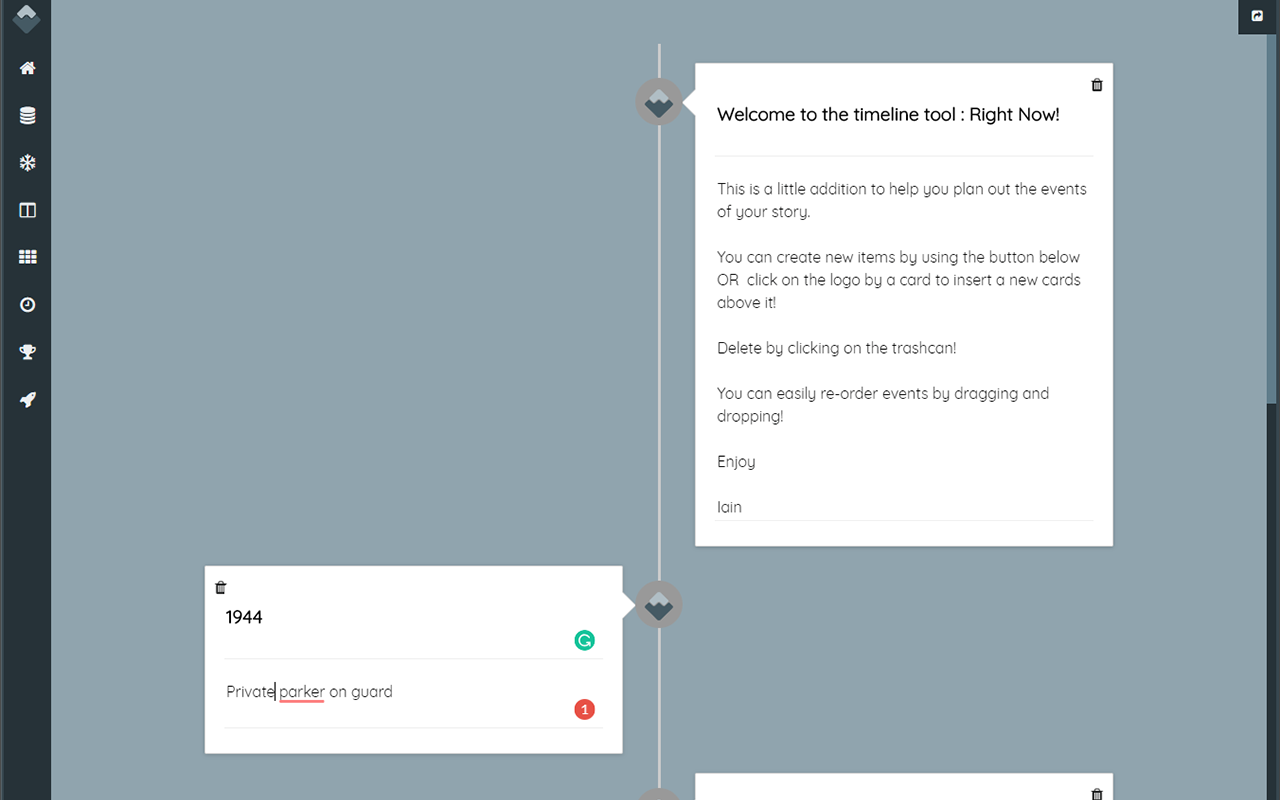 Welcome to the timeline tool : Right Now!
This is a little addition to help you plan out the events
of your story.
You can create new items by using the button below
OR click on the logo by a card to insert a new cards
above it!
Delete by clicking on the trashcan!
You can easily re-order events by dragging and
dropping!
Enjoy
Iain
1944
Private parker on guard
1